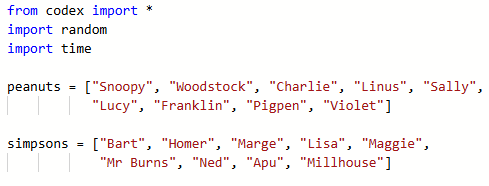 from codex import *
import random
import time
peanuts = ["Snoopy", "Woodstock", "Charlie", "Linus", "Sally",
"Lucy", "Franklin", "Pigpen", "Violet"]
simpsons = ["Bart", "Homer", "Marge", "Lisa", "Maggie",
"Mr Burns", "Ned", "Apu", "Millhouse"]